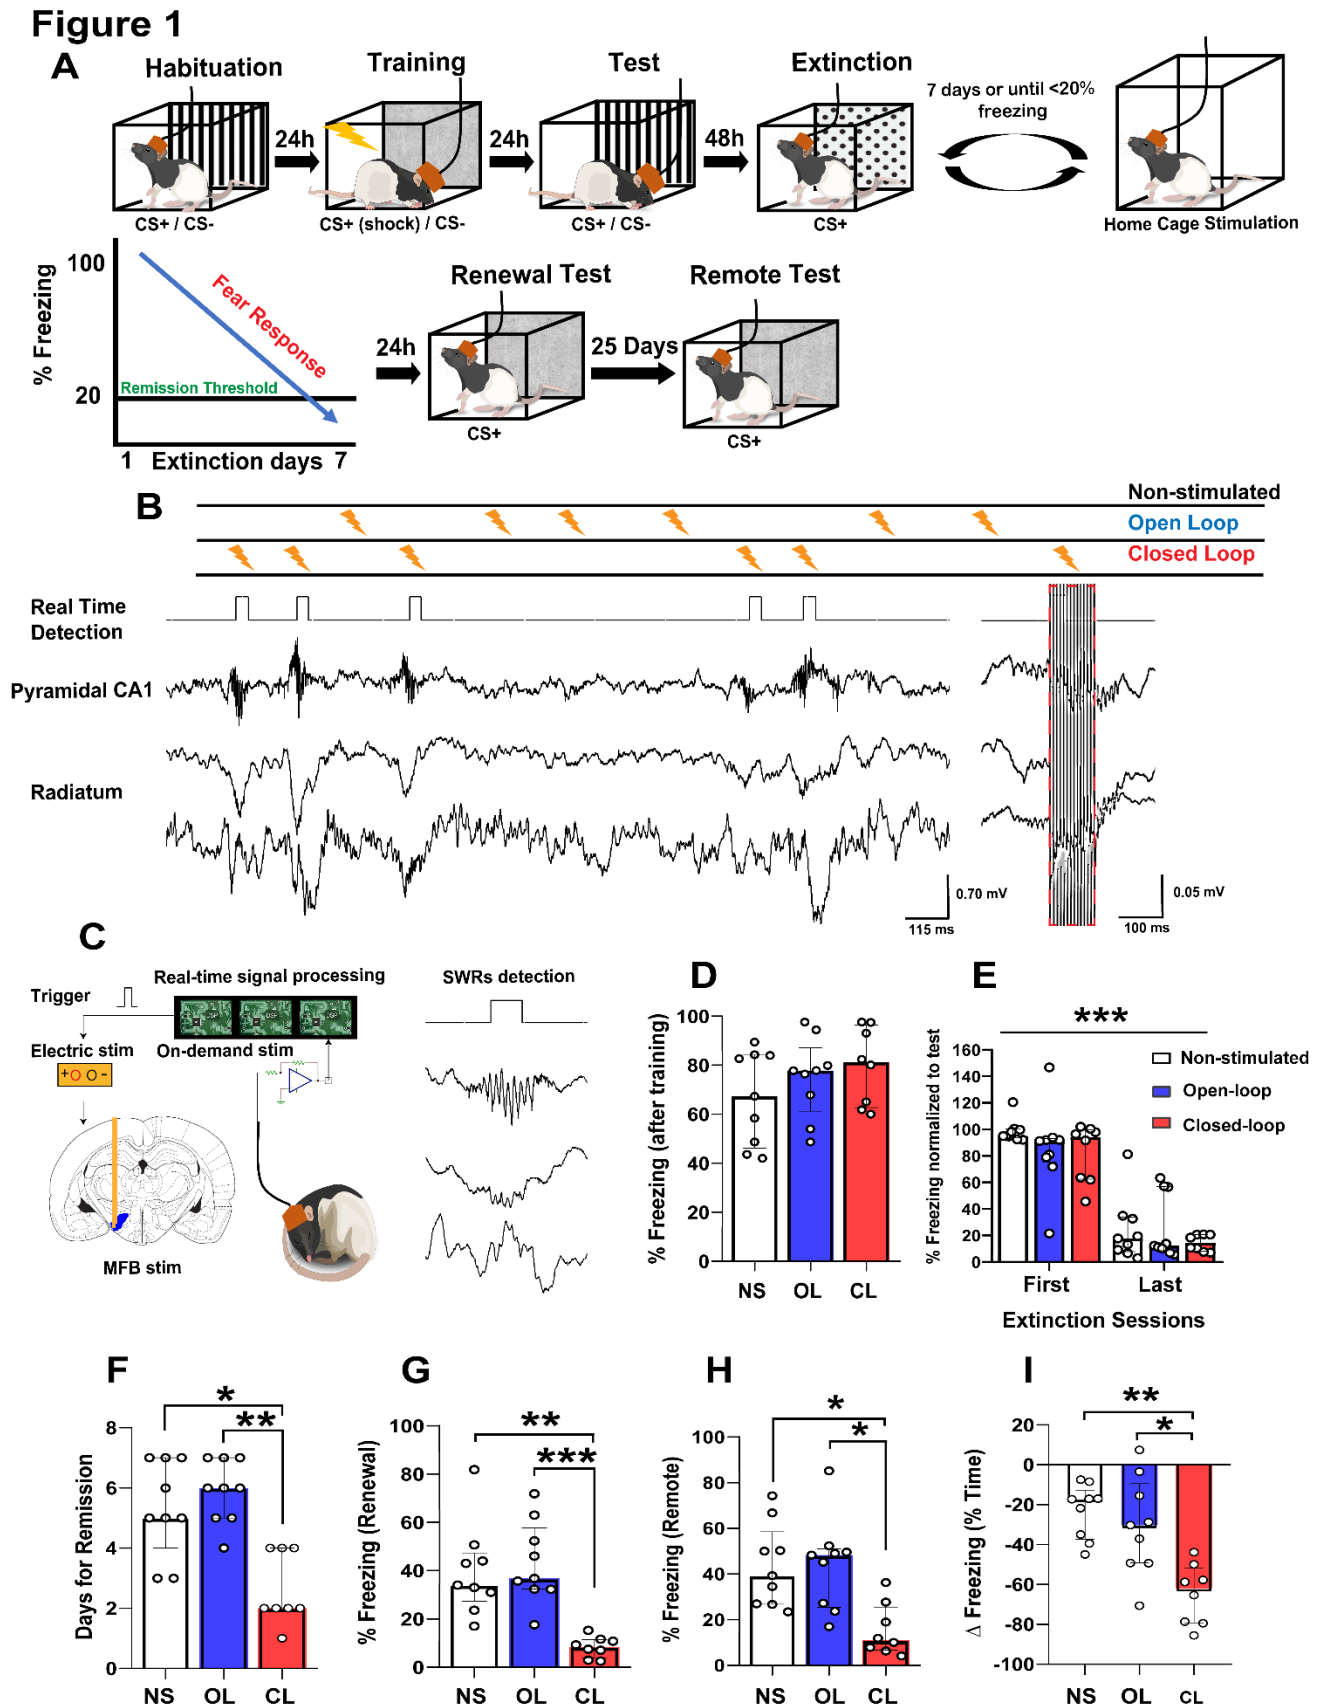 Figure 1
A
Habituation
Training
Test
Extinction
7 days or until <20%
freezing
24h
24h
48h
CS+ / CS-
CS+ (shock) / CS-
CS+ / CS-
CS+
Home Cage Stimulation
% Freezing
100
20
Fear Response
Remission Threshold
1 Extinction days 7
Renewal Test
Remote Test
24h
25 Days
CS+
CS+
B
Non-stimulated
Open Loop
Closed Loop
Real Time
Detection
Pyramidal CA1
Radiatum
0.70 mV
115 ms
0.05 mV
100 ms
C
Real-time signal processing
Trigger
DSP
DSP
DSP
Electric stim
On-demand stim
+ -
MFB stim
SWRs detection
D
% Freezing (after training)
100
80
60
40
20
0
NS OL CL
E
***
% Freezing normalized to test
160
140
120
100
80
60
40
20
0
Non-stimulated
Open-loop
Closed-loop
First Last
Extinction Sessions
F
*
**
Days for Remission
8
6
4
2
0
NS OL CL
G
**
***
% Freezing (Renewal)
100
80
60
40
20
0
NS OL CL
H
*
*
% Freezing (Remote)
100
80
60
40
20
0
NS OL CL
I
**
*
Δ Freezing (% Time)
20
0
-20
-40
-60
-80
-100
NS OL CL